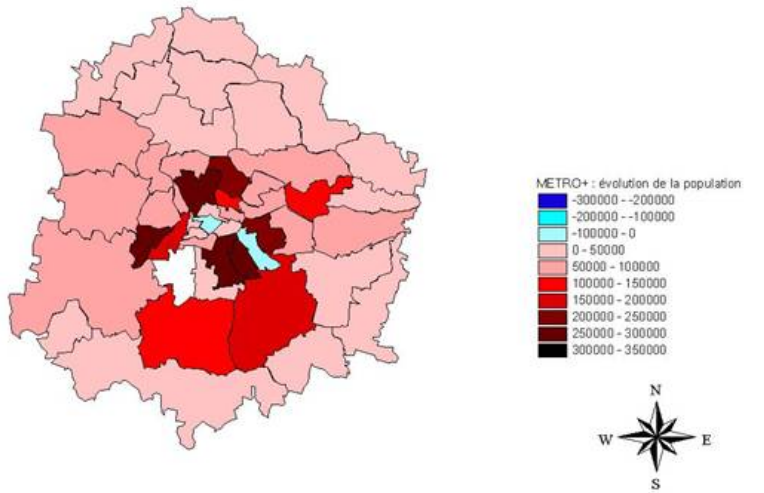 METRO+ : évolution de la population
-300000 - -200000
-200000 - -100000
-100000 - 0
0 - 50000
50000 - 100000
100000 - 150000
150000 - 200000
200000 - 250000
250000 - 300000
300000 - 350000
N
W E
S